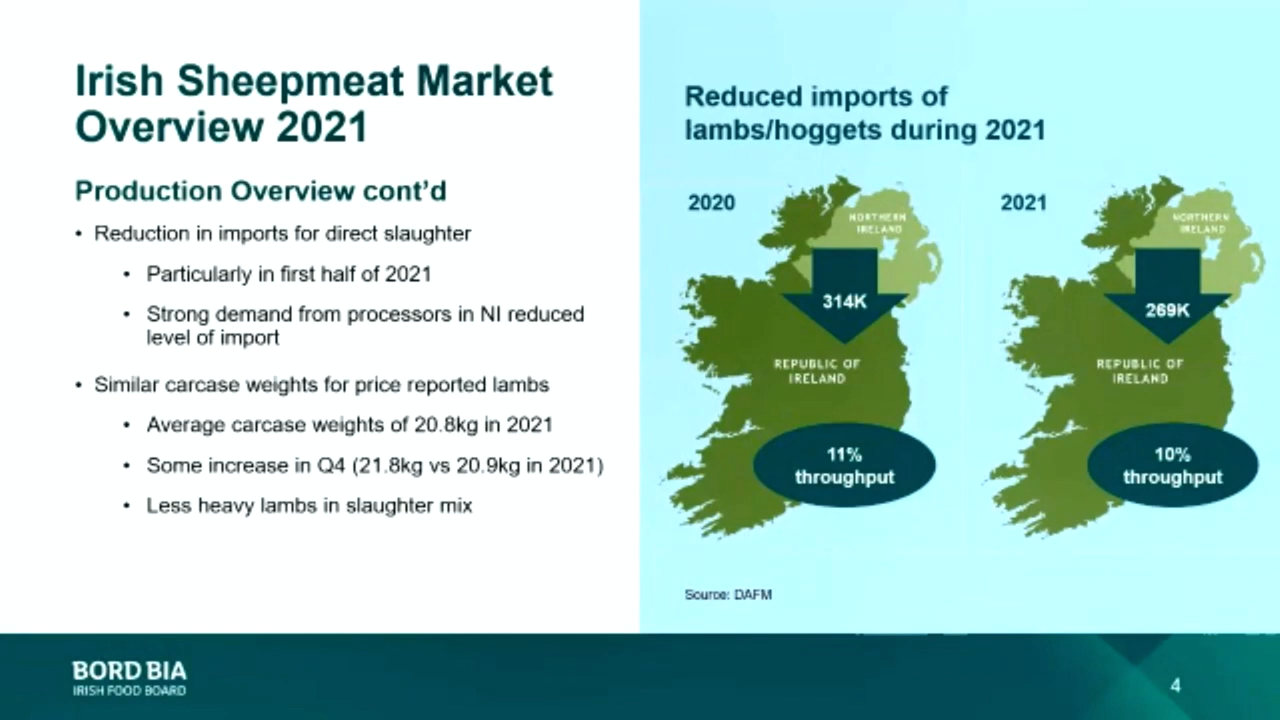 Irish Sheepmeat Market
Overview 2021
Production Overview cont'd
• Reduction in imports for direct slaughter
• Particularly in first half of 2021
• Strong demand from processors in NI reduced
level of import
• Similar carcase weights for price reported lambs
• Average carcase weights of 20.8kg in 2021
• Some increase in Q4 (21.8kg vs 20.9kg in 2021)
• Less heavy lambs in slaughter mix
Reduced imports of
lambs/hoggets during 2021
2020
NORTHERN
IRELAND
314K
REPUBLIC OF
IRELAND
11%
throughput
2021
NORTHERN
IRELAND
269K
REPUBLIC OF
IRELAND
10%
throughput
Source: DAFM
BORD BIA
IRISH FOOD BOARD
4